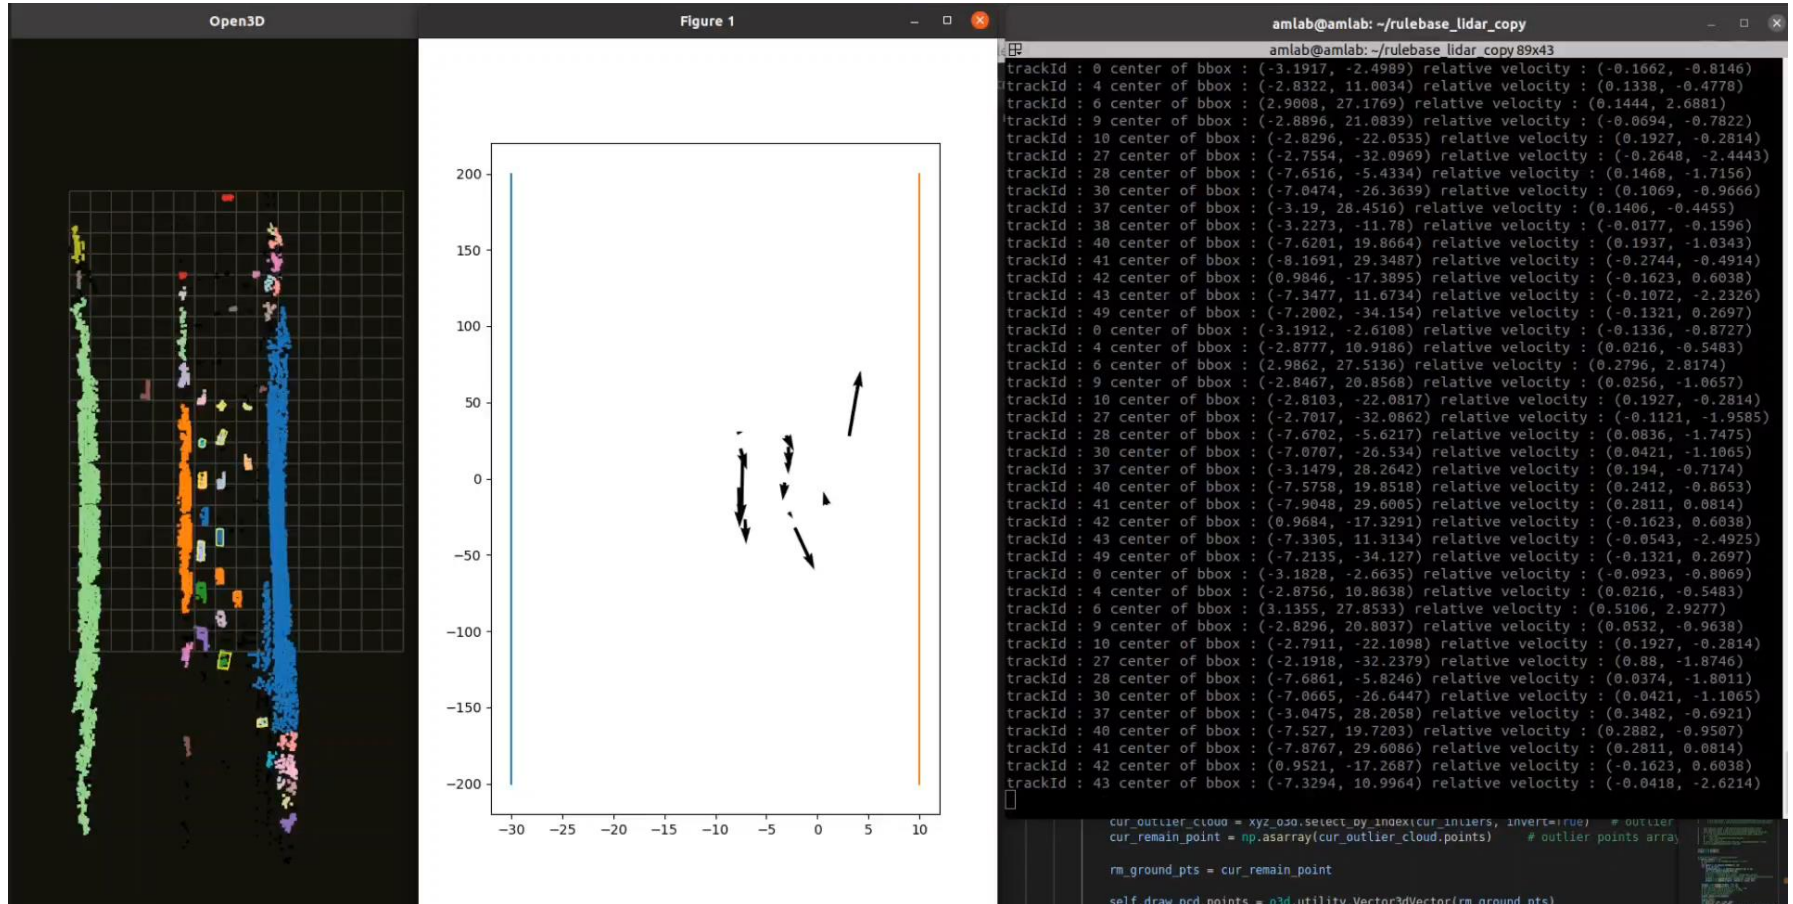 Open3D
Figure 1
200
150
100
50
0
−50
−100
−150
−200
−30
−25
−20
−15
−10
−5
0
5
10
amlab@amlab: ~/rulebase_lidar_copy
amlab@amlab: ~/rulebase_lidar_copy 89x43
trackId : 0 center of bbox : (-3.1917, -2.4989) relative velocity : (-0.1662, -0.8146)
trackId : 4 center of bbox : (-2.8322, 11.0034) relative velocity : (0.1338, -0.4778)
trackId : 6 center of bbox : (2.9008, 27.1769) relative velocity : (0.1444, 2.6881)
trackId : 9 center of bbox : (-2.8896, 21.0839) relative velocity : (-0.0694, -0.7822)
trackId : 10 center of bbox : (-2.8296, -22.0535) relative velocity : (0.1927, -0.2814)
trackId : 27 center of bbox : (-2.7554, -32.0969) relative velocity : (-0.2648, -2.4443)
trackId : 28 center of bbox : (-7.6516, -5.4334) relative velocity : (0.1468, -1.7156)
trackId : 30 center of bbox : (-7.0474, -26.3639) relative velocity : (0.1069, -0.9666)
trackId : 37 center of bbox : (-3.19, 28.4516) relative velocity : (0.1406, -0.4455)
trackId : 38 center of bbox : (-3.2273, -11.78) relative velocity : (-0.0177, -0.1596)
trackId : 40 center of bbox : (-7.6201, 19.8664) relative velocity : (0.1937, -1.0343)
trackId : 41 center of bbox : (-8.1691, 29.3487) relative velocity : (-0.2744, -0.4914)
trackId : 42 center of bbox : (0.9846, -17.3895) relative velocity : (-0.1623, 0.6038)
trackId : 43 center of bbox : (-7.3477, 11.6734) relative velocity : (-0.1072, -2.2326)
trackId : 49 center of bbox : (-7.2002, -34.154) relative velocity : (-0.1321, 0.2697)
trackId : 0 center of bbox : (-3.1912, -2.6108) relative velocity : (-0.1336, -0.8727)
trackId : 4 center of bbox : (-2.8777, 10.9186) relative velocity : (0.0216, -0.5483)
trackId : 6 center of bbox : (2.9862, 27.5136) relative velocity : (0.2796, 2.8174)
trackId : 9 center of bbox : (-2.8467, 20.8568) relative velocity : (0.0256, -1.0657)
trackId : 10 center of bbox : (-2.8103, -22.0817) relative velocity : (0.1927, -0.2814)
trackId : 27 center of bbox : (-2.7017, -32.0862) relative velocity : (-0.1121, -1.9585)
trackId : 28 center of bbox : (-7.6702, -5.6217) relative velocity : (0.0836, -1.7475)
trackId : 30 center of bbox : (-7.0707, -26.534) relative velocity : (0.0421, -1.1065)
trackId : 37 center of bbox : (-3.1479, 28.2642) relative velocity : (0.194, -0.7174)
trackId : 40 center of bbox : (-7.5758, 19.8518) relative velocity : (0.2412, -0.8653)
trackId : 41 center of bbox : (-7.9048, 29.6005) relative velocity : (0.2811, 0.0814)
trackId : 42 center of bbox : (0.9684, -17.3291) relative velocity : (-0.1623, 0.6038)
trackId : 43 center of bbox : (-7.3305, 11.3134) relative velocity : (-0.0543, -2.4925)
trackId : 49 center of bbox : (-7.2135, -34.127) relative velocity : (-0.1321, 0.2697)
trackId : 0 center of bbox : (-3.1828, -2.6635) relative velocity : (-0.0923, -0.8069)
trackId : 4 center of bbox : (-2.8756, 10.8638) relative velocity : (0.0216, -0.5483)
trackId : 6 center of bbox : (3.1355, 27.8533) relative velocity : (0.5106, 2.9277)
trackId : 9 center of bbox : (-2.8296, 20.8037) relative velocity : (0.0532, -0.9638)
trackId : 10 center of bbox : (-2.7911, -22.1098) relative velocity : (0.1927, -0.2814)
trackId : 27 center of bbox : (-2.1918, -32.2379) relative velocity : (0.88, -1.8746)
trackId : 28 center of bbox : (-7.6861, -5.8246) relative velocity : (0.0374, -1.8011)
trackId : 30 center of bbox : (-7.0665, -26.6447) relative velocity : (0.0421, -1.1065)
trackId : 37 center of bbox : (-3.0475, 28.2058) relative velocity : (0.3482, -0.6921)
trackId : 40 center of bbox : (-7.527, 19.7203) relative velocity : (0.2882, -0.9507)
trackId : 41 center of bbox : (-7.8767, 29.6086) relative velocity : (0.2811, 0.0814)
trackId : 42 center of bbox : (0.9521, -17.2687) relative velocity : (-0.1623, 0.6038)
trackId : 43 center of bbox : (-7.3294, 10.9964) relative velocity : (-0.0418, -2.6214)
cur_outlier_cloud = xyz_o3d.select_by_index(cur_inliers, invert=True) # outlier
cur_remain_point = np.asarray(cur_outlier_cloud.points) # outlier points array
rm_ground_pts = cur_remain_point
self.draw_pcd.points = o3d.utility.Vector3dVector(rm_ground_pts)